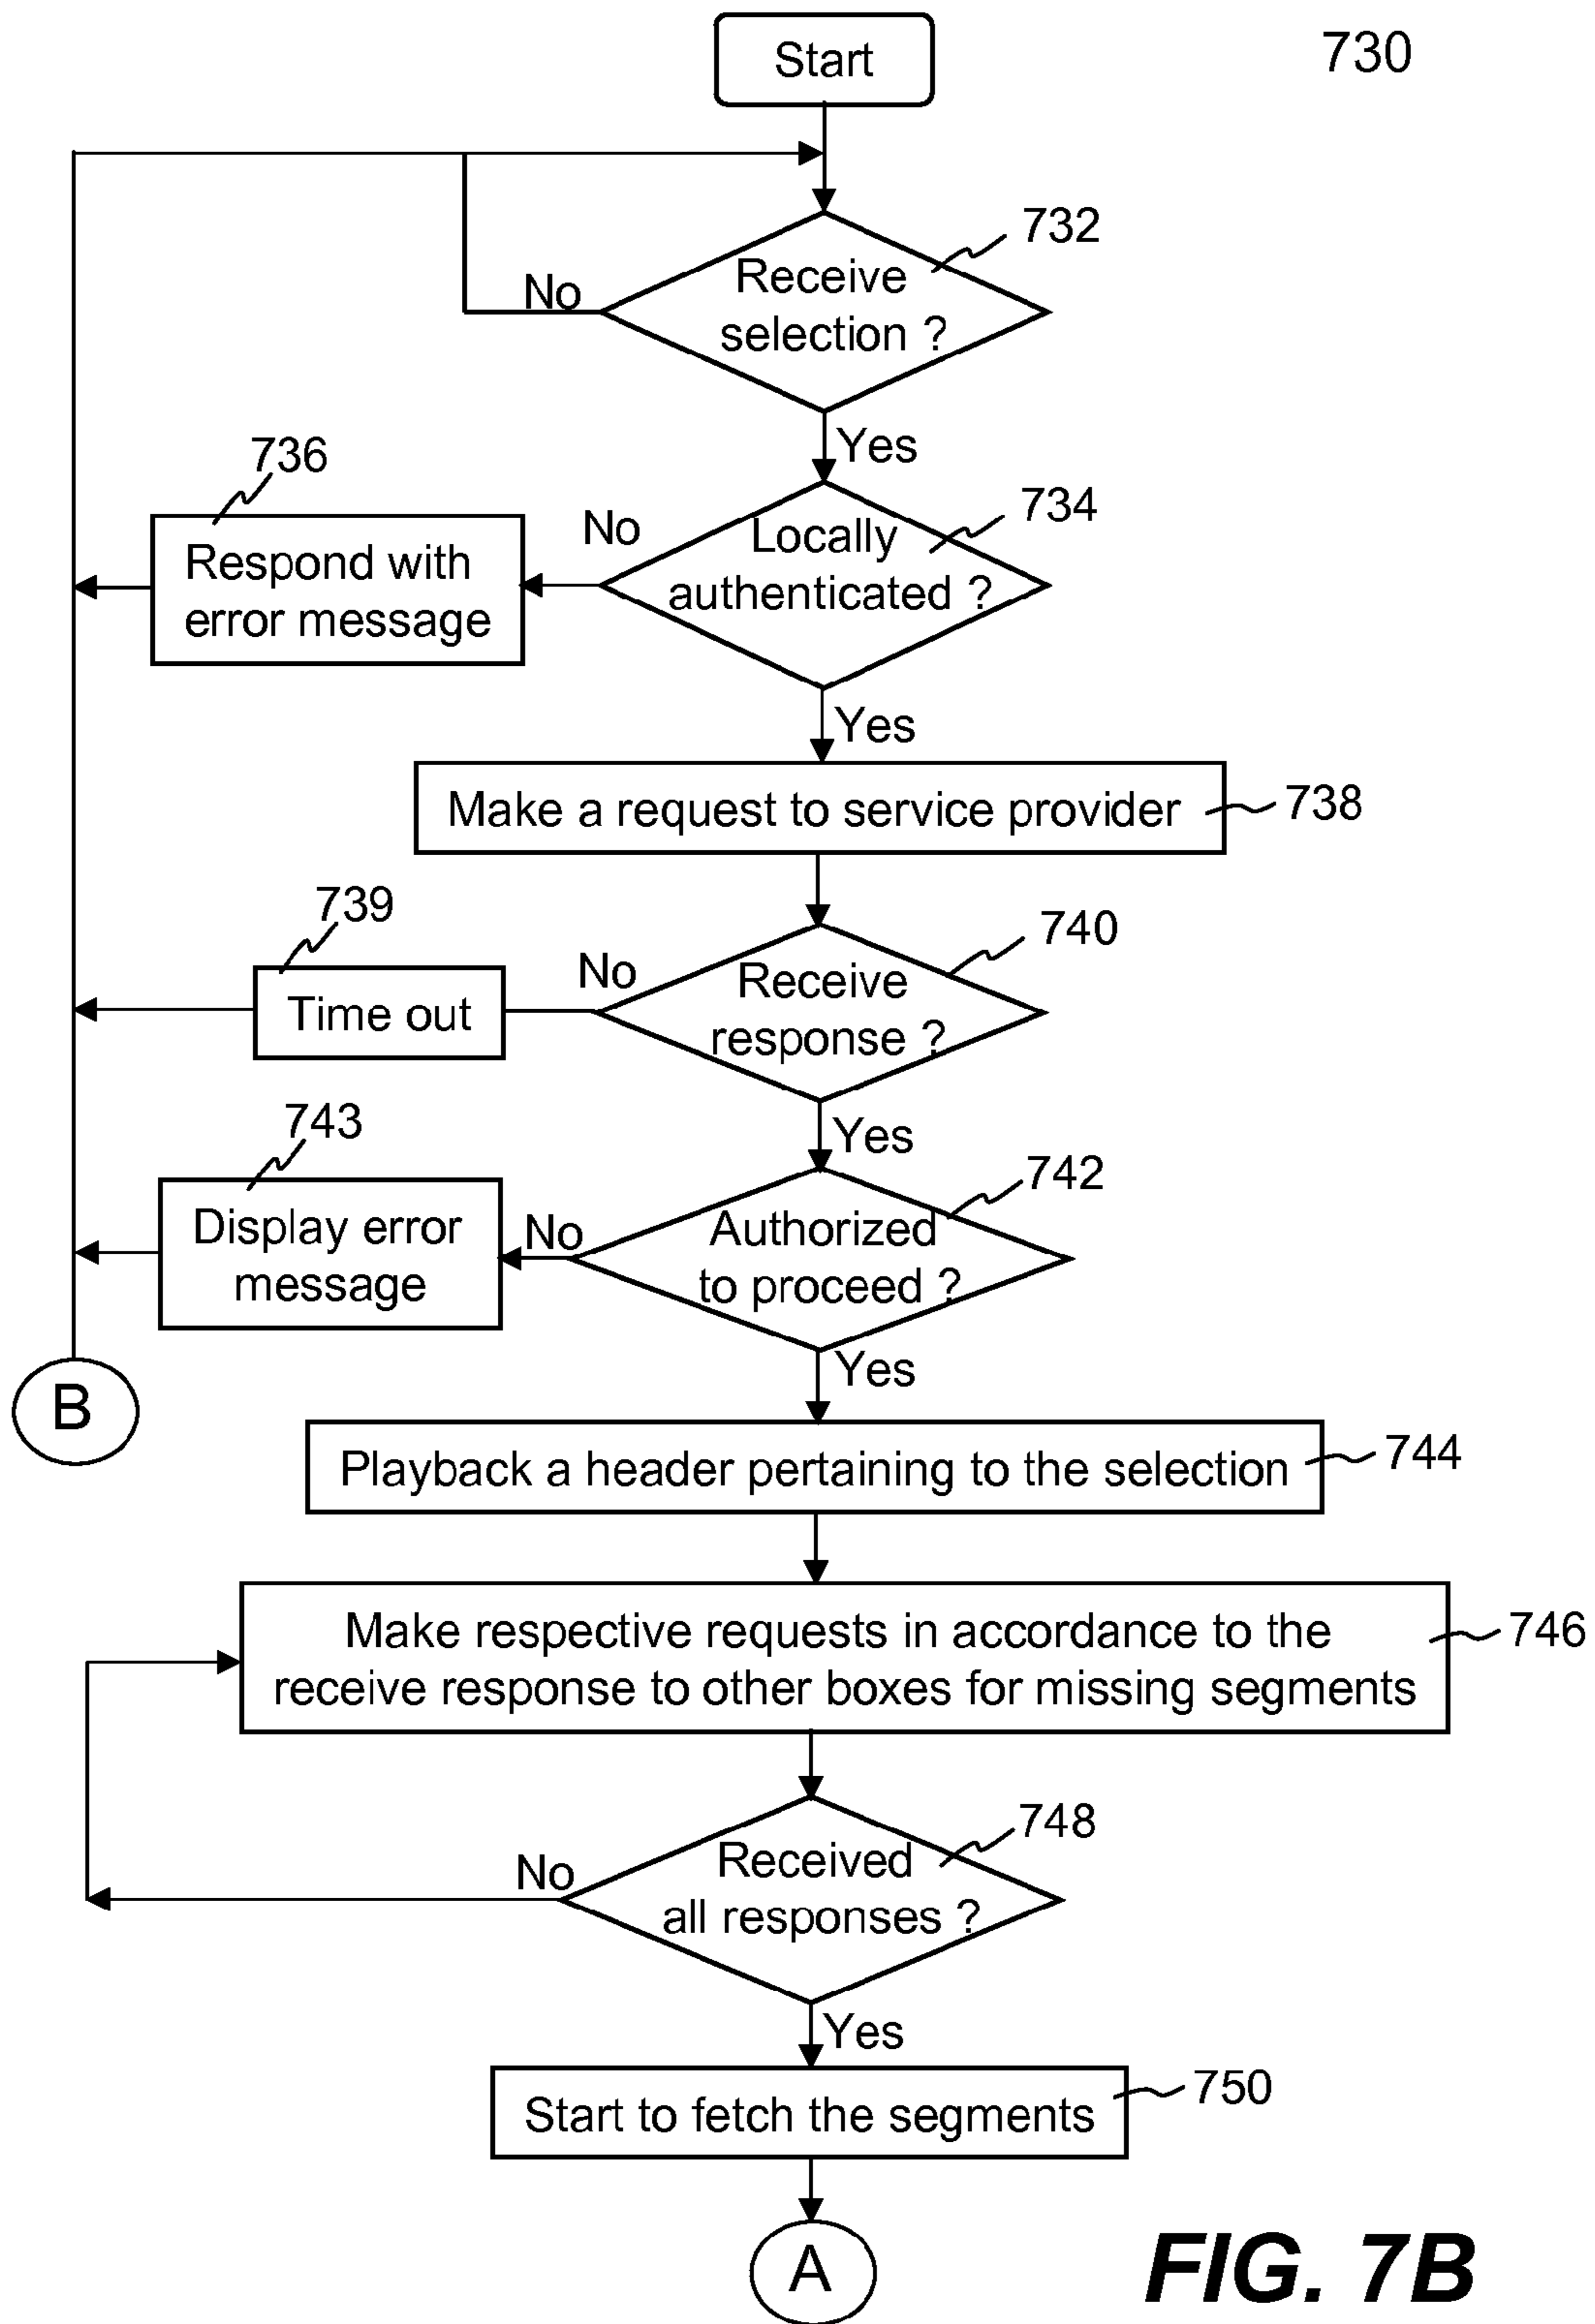 Start
730
732
Receive
selection ?
No
Yes
736
734
No
Locally
authenticated ?
Respond with
error message
Yes
Make a request to service provider
738
739
740
No
Receive
response ?
Time out
743
Yes
742
Display error
message
No
Authorized
to proceed ?
B
Yes
Playback a header pertaining to the selection
744
Make respective requests in accordance to the
receive response to other boxes for missing segments
746
748
No
Received
all responses ?
Yes
Start to fetch the segments
750
A
FIG. 7B